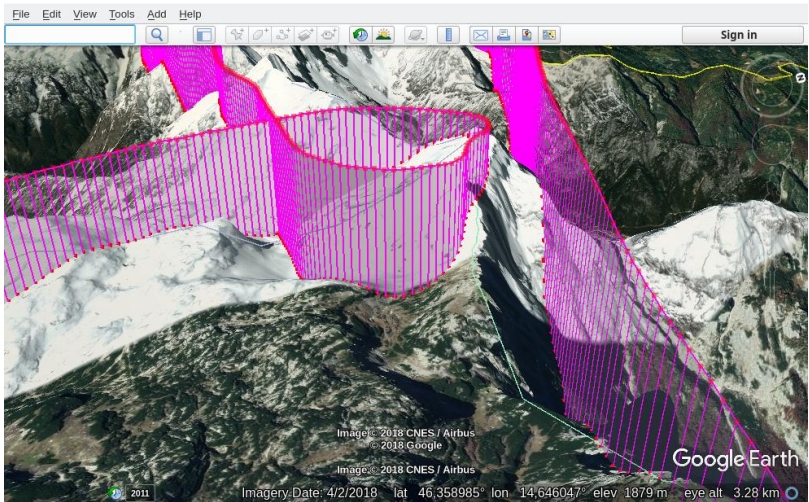 File Edit View Tools Add Help
Sign in
Image © 2018 CNES / Airbus
© 2018 Google
Image © 2018 CNES / Airbus
Google Earth
2011
Imagery Date: 4/2/2018 lat 46,358985° lon 14,646047° elev 1879 m eye alt 3.28 km